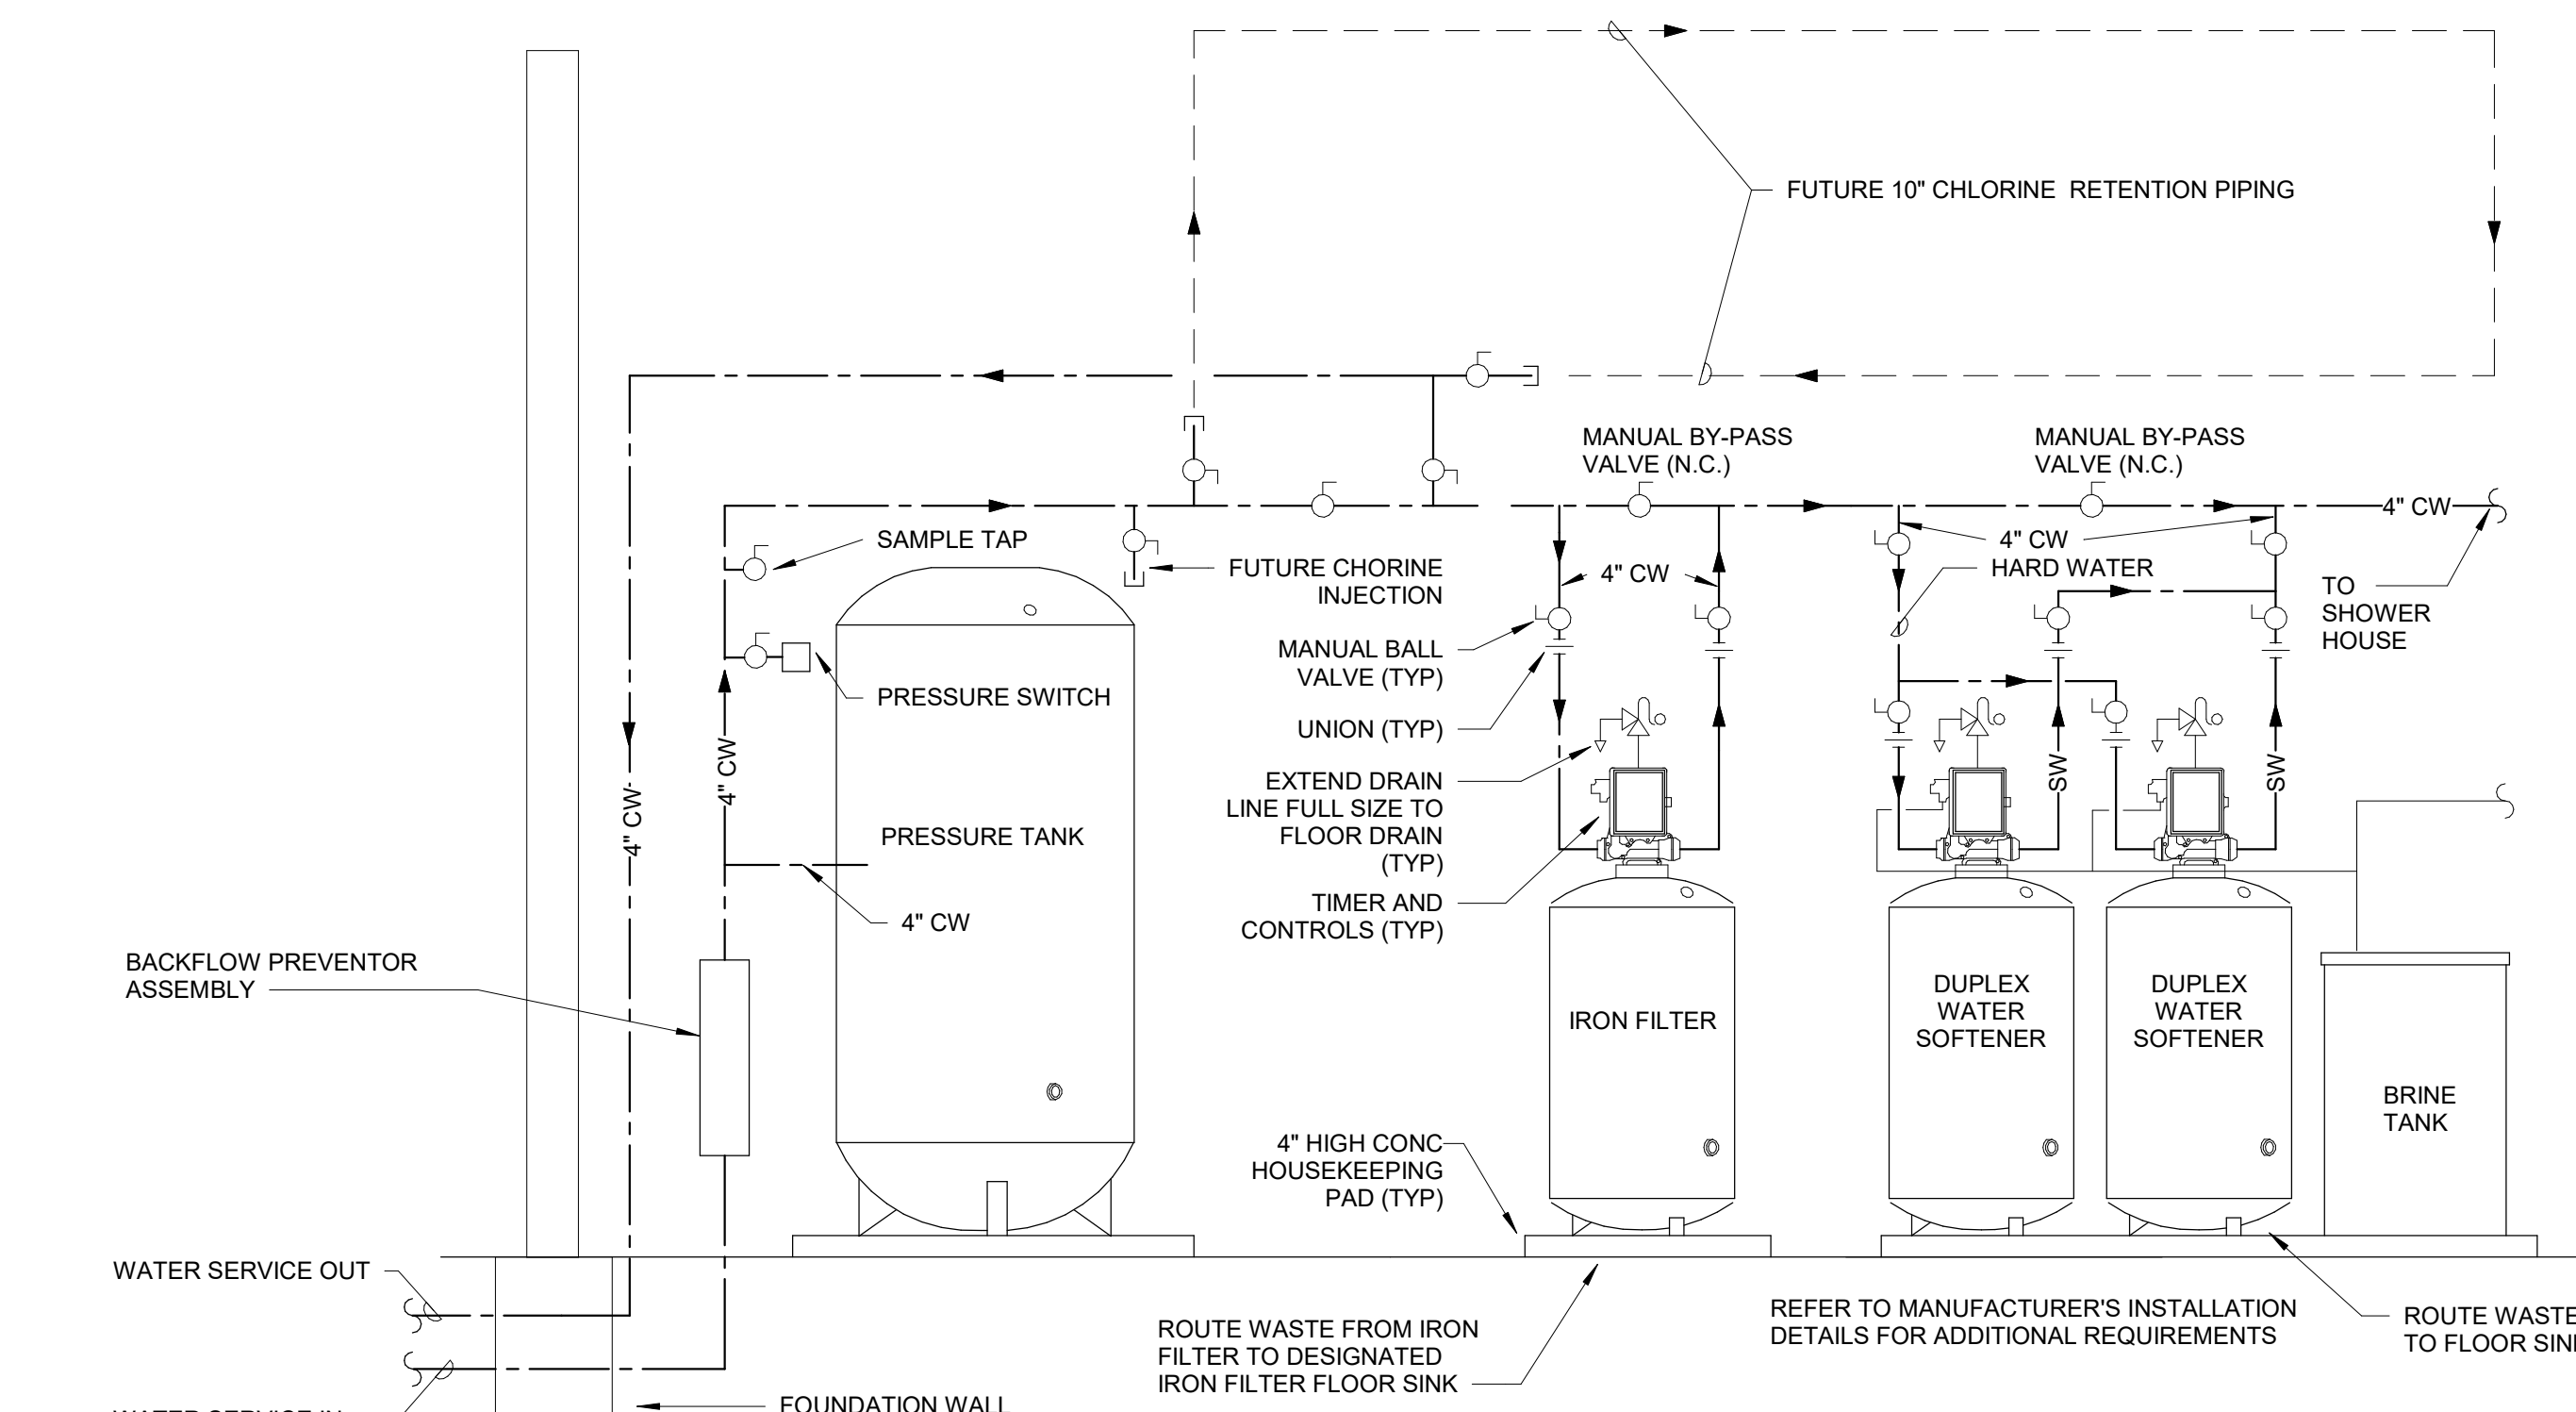 FUTURE 10" CHLORINE RETENTION PIPING
MANUAL BY-PASS
VALVE (N.C.)
MANUAL BY-PASS
VALVE (N.C.)
4" CW
SAMPLE TAP
4" CW
HARD WATER
FUTURE CHORINE
INJECTION
4" CW
TO
SHOWER
HOUSE
MANUAL BALL
VALVE (TYP)
PRESSURE SWITCH
UNION (TYP)
4" CW
4" CW
SW
SW
EXTEND DRAIN
LINE FULL SIZE TO
FLOOR DRAIN
(TYP)
PRESSURE TANK
TIMER AND
CONTROLS (TYP)
4" CW
BACKFLOW PREVENTOR
ASSEMBLY
IRON FILTER
DUPLEX
WATER
SOFTENER
DUPLEX
WATER
SOFTENER
BRINE
TANK
4" HIGH CONC
HOUSEKEEPING
PAD (TYP)
WATER SERVICE OUT
ROUTE WASTE FROM IRON
FILTER TO DESIGNATED
IRON FILTER FLOOR SINK
REFER TO MANUFACTURER'S INSTALLATION
DETAILS FOR ADDITIONAL REQUIREMENTS
ROUTE WASTE
TO FLOOR
WATER SERVICE IN
FOUNDATION WALL